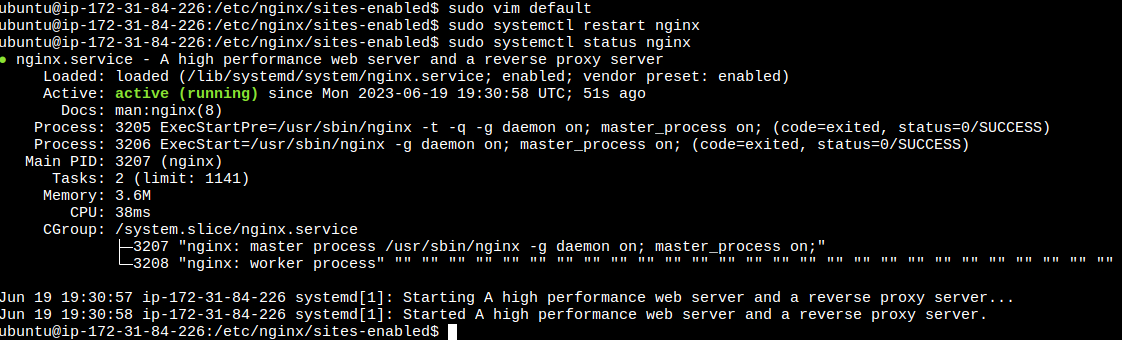 ubuntu@ip-172-31-84-226:/etc/nginx/sites-enabled$ sudo vim default
ubuntu@ip-172-31-84-226:/etc/nginx/sites-enabled$ sudo systemctl restart nginx
ubuntu@ip-172-31-84-226:/etc/nginx/sites-enabled$ sudo systemctl status nginx
● nginx.service - A high performance web server and a reverse proxy server
     Loaded: loaded (/lib/systemd/system/nginx.service; enabled; vendor preset: enabled)
     Active: active (running) since Mon 2023-06-19 19:30:58 UTC; 51s ago
       Docs: man:nginx(8)
    Process: 3205 ExecStartPre=/usr/sbin/nginx -t -q -g daemon on; master_process on; (code=exited, status=0/SUCCESS)
    Process: 3206 ExecStart=/usr/sbin/nginx -g daemon on; master_process on; (code=exited, status=0/SUCCESS)
   Main PID: 3207 (nginx)
      Tasks: 2 (limit: 1141)
     Memory: 3.6M
        CPU: 38ms
     CGroup: /system.slice/nginx.service
             ├─3207 "nginx: master process /usr/sbin/nginx -g daemon on; master_process on;"
             └─3208 "nginx: worker process" "" "" "" "" "" "" "" "" "" "" "" "" "" "" "" "" "" "" "" "" "" "" "" "" "" "" ""

Jun 19 19:30:57 ip-172-31-84-226 systemd[1]: Starting A high performance web server and a reverse proxy server...
Jun 19 19:30:58 ip-172-31-84-226 systemd[1]: Started A high performance web server and a reverse proxy server.
ubuntu@ip-172-31-84-226:/etc/nginx/sites-enabled$